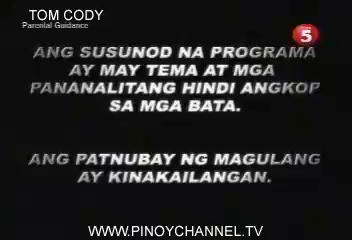 TOM CODY
Parental Guidance
5
ANG SUSUNOD NA PROGRAMA
AY MAY TEMA AT MGA
PANANALITANG HINDI ANGKOP
SA MGA BATA.
ANG PATNUBAY NG MAGULANG
AY KINAKAILANGAN.
WWW.PINOYCHANNEL.TV